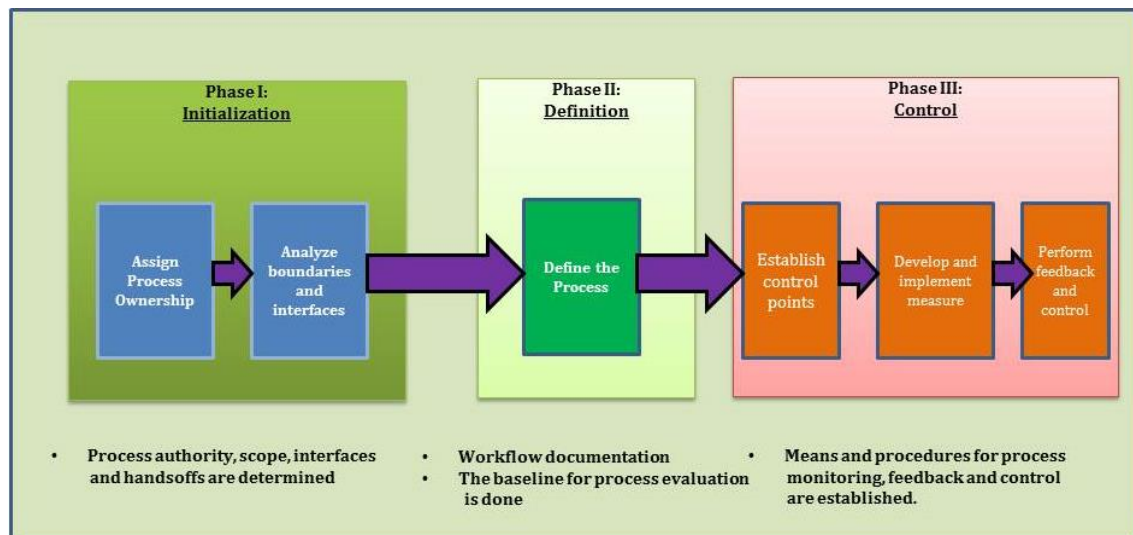 Phase I:
Initialization
Assign
Process
Ownership
Analyze
boundaries
and
interfaces
Phase II:
Definition
Define the
Process
Phase III:
Control
Establish
control
points
Develop and
implement
measure
Perform
feedback
and
control
• Process authority, scope, interfaces
and handsoffs are determined
• Workflow documentation
• The baseline for process evaluation
is done
• Means and procedures for process
monitoring, feedback and control
are established.